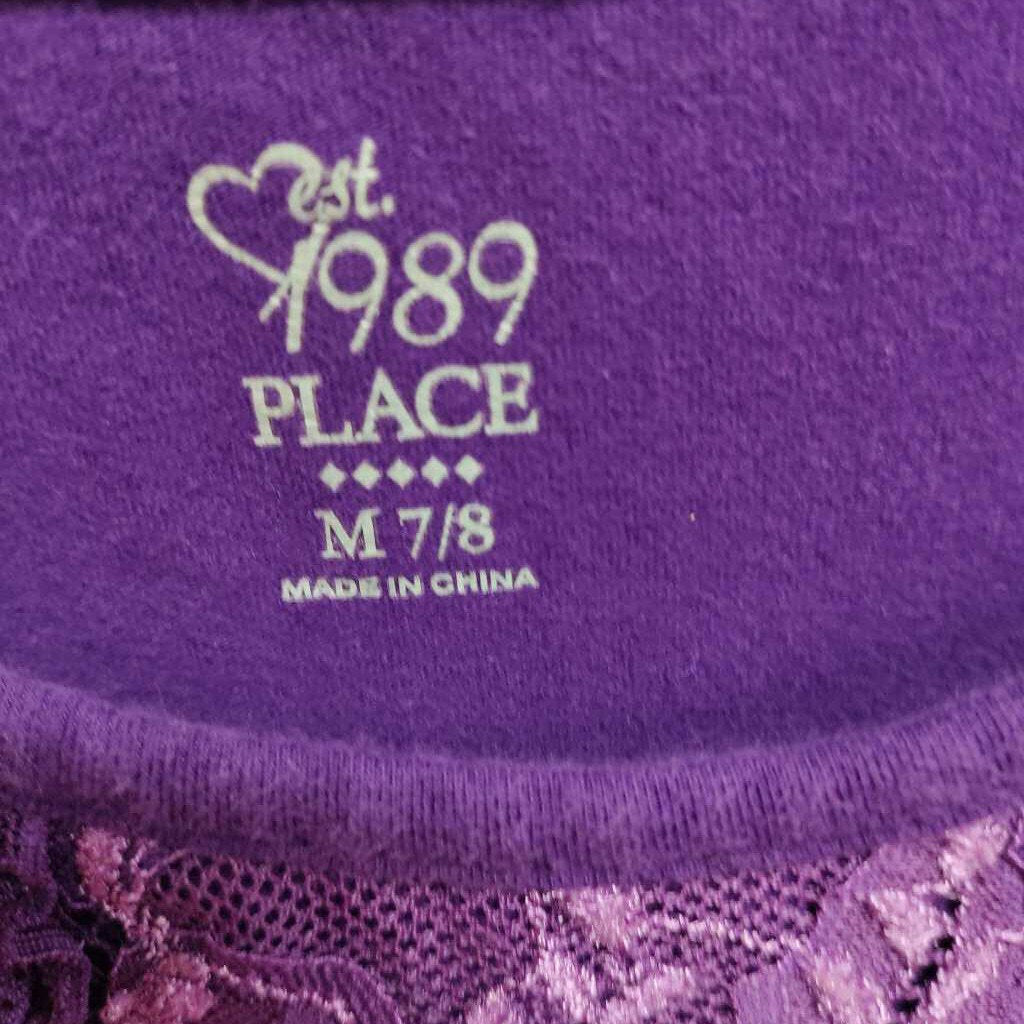 est.
1989
PLACE
M 7/8
MADE IN CHINA